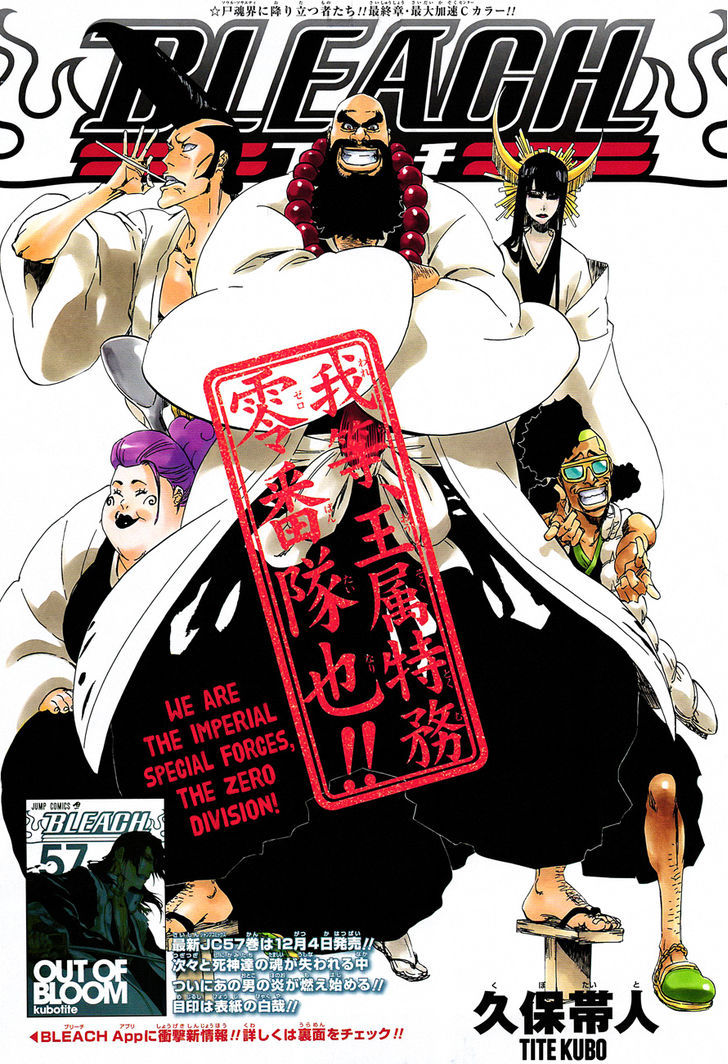 ☆尸魂界に降り立つ者たち!!最終章・最大加速Cカラー!!
BLEACH
我等、王属特務
零番隊也!!
WE ARE
THE IMPERIAL
SPECIAL FORCES,
THE ZERO
DIVISION!
JUMP COMICS
BLEACH
57
OUT OF
BLOOM
kubotite
最新JC57巻は12月4日発売!!
次々と死神達の魂が失われる中
ついにあの男の炎が燃え始める!!
目印は表紙の白哉!!
◀BLEACH Appに衝撃新情報!!詳しくは裏面をチェック!!
久保帯人
TITE KUBO